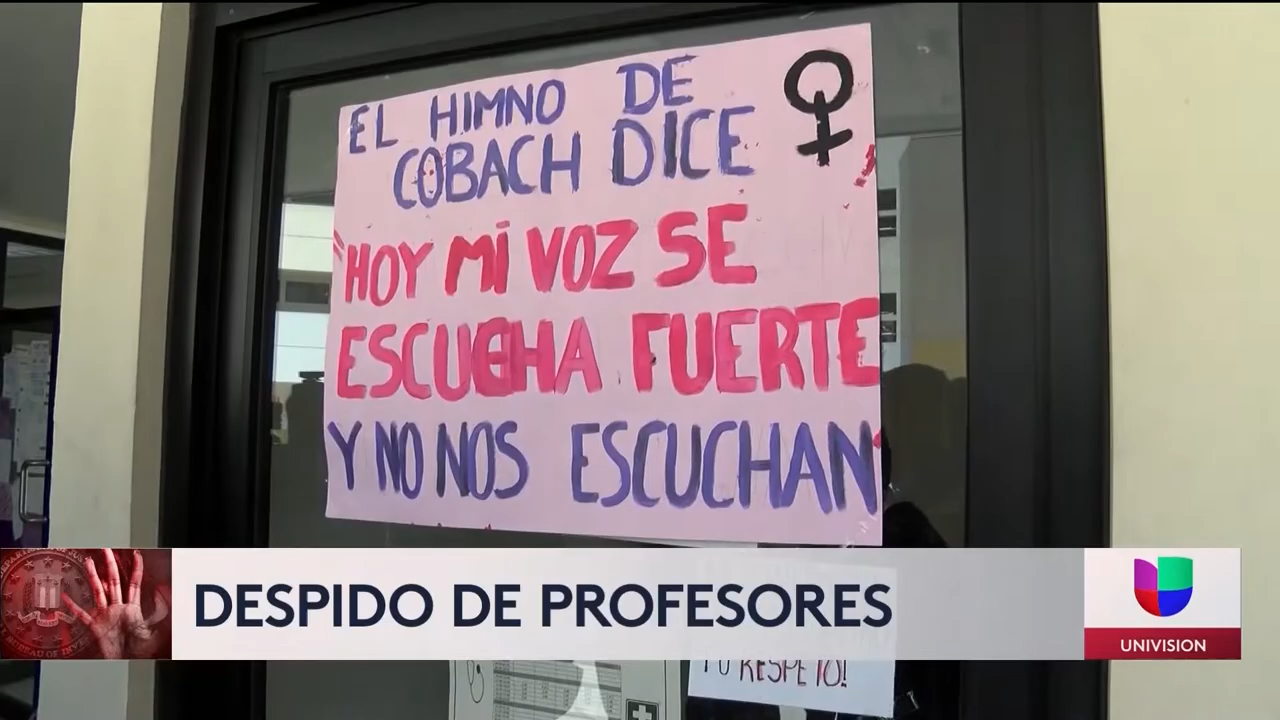 EL HIMNO DE
COBACH DICE
"HOY MI VOZ SE
ESCUCHA FUERTE
Y NO NOS ESCUCHAN
DESPIDO DE PROFESORES
UNIVISION
RESPETO!